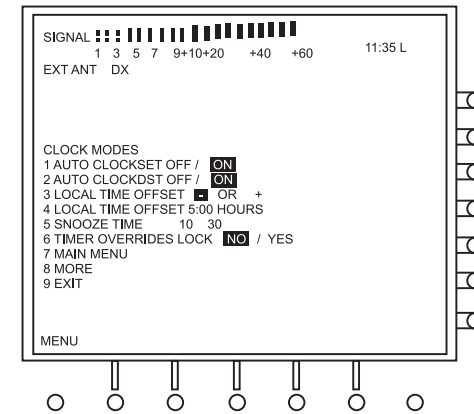 SIGNAL
1 3 5 7 9+10+20 +40 +60
11:35 L
EXT ANT DX
CLOCK MODES
1 AUTO CLOCKSET OFF / ON
2 AUTO CLOCKDST OFF / ON
3 LOCAL TIME OFFSET - OR +
4 LOCAL TIME OFFSET 5:00 HOURS
5 SNOOZE TIME 10 30
6 TIMER OVERRIDES LOCK NO / YES
7 MAIN MENU
8 MORE
9 EXIT
MENU